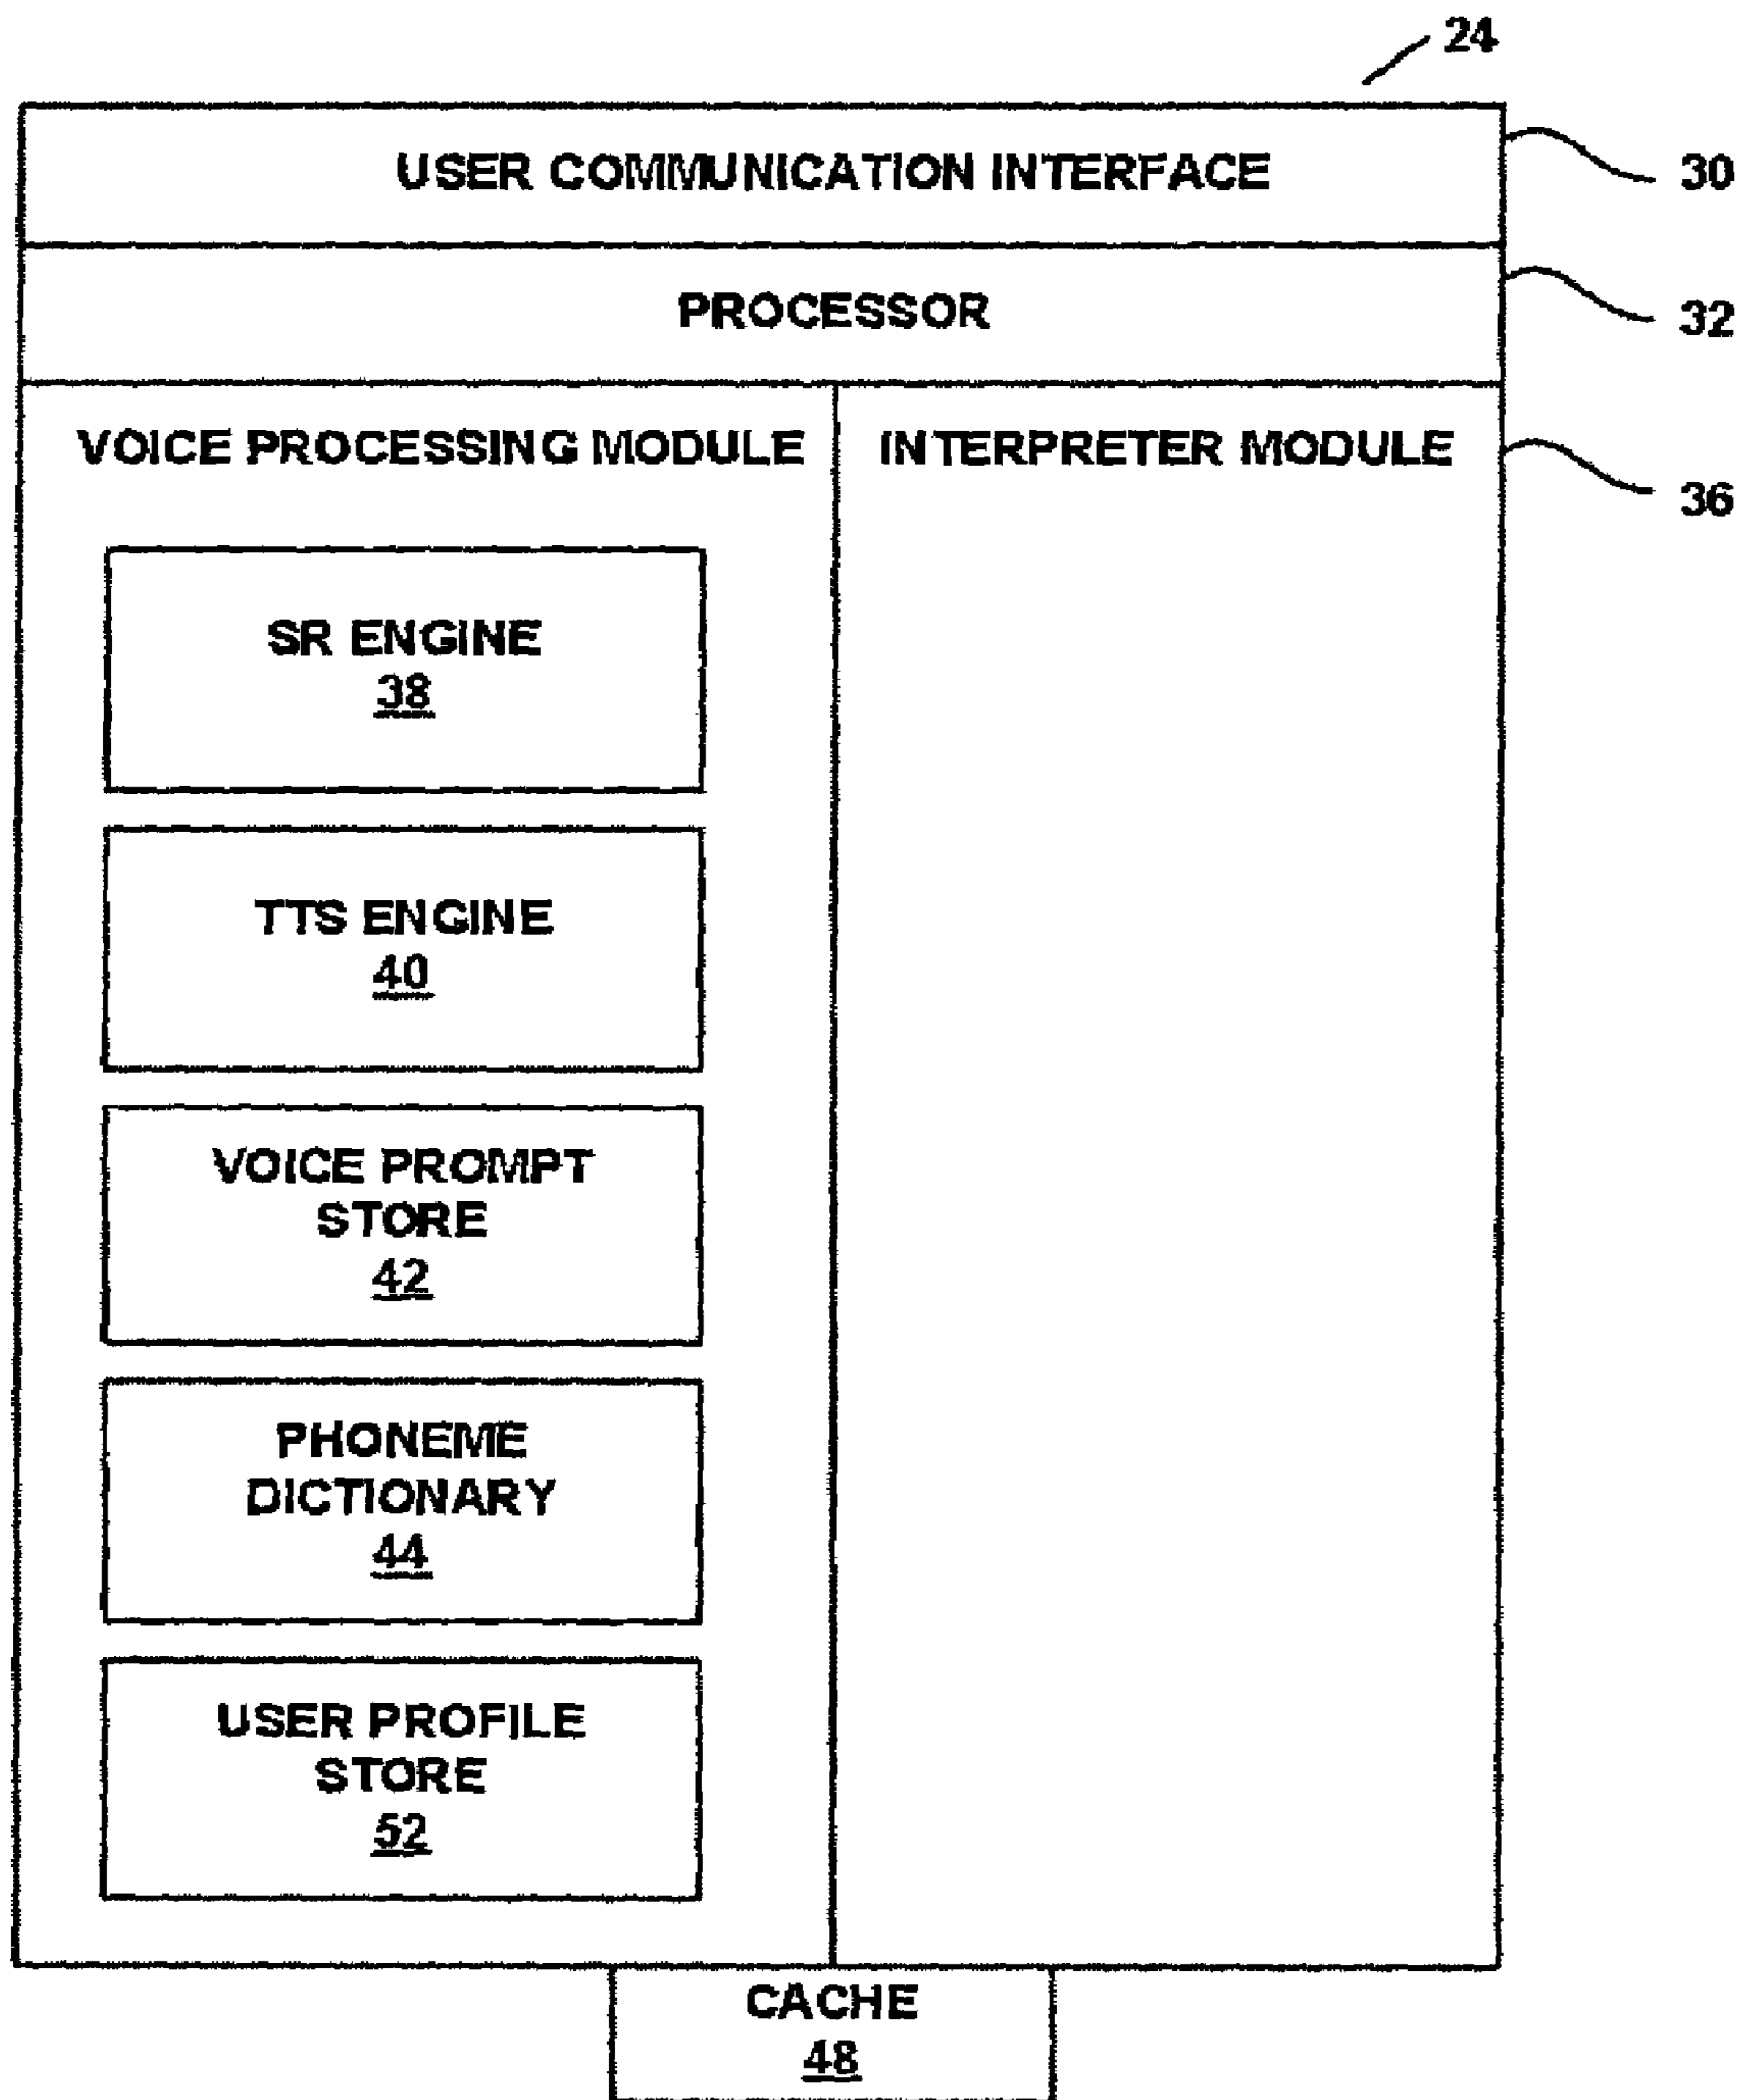 24
USER COMMUNICATION INTERFACE
30
PROCESSOR
32
VOICE PROCESSING MODULE
INTERPRETER MODULE
36
SR ENGINE
38
TTS ENGINE
40
VOICE PROMPT
STORE
42
PHONEME
DICTIONARY
44
USER PROFILE
STORE
52
CACHE
48